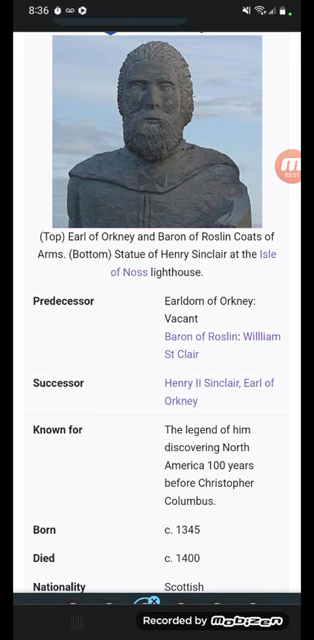 8:36
03:51
(Top) Earl of Orkney and Baron of Roslin Coats of
Arms. (Bottom) Statue of Henry Sinclair at the Isle
of Noss lighthouse.
Predecessor Earldom of Orkney:
Vacant
Baron of Roslin: Willliam
St Clair
Successor Henry II Sinclair, Earl of
Orkney
Known for The legend of him
discovering North
America 100 years
before Christopher
Columbus.
Born c. 1345
Died c. 1400
Nationality Scottish
Recorded by mobizen